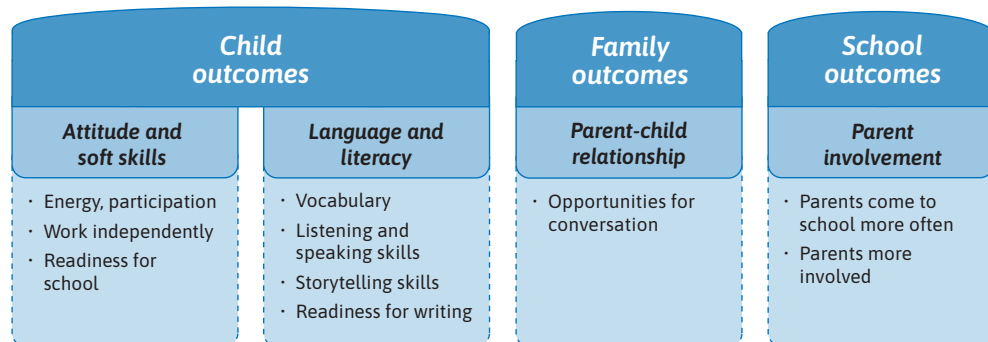 Child
outcomes
Attitude and
soft skills
· Energy, participation
· Work independently
· Readiness for
school
Language and
literacy
· Vocabulary
· Listening and
speaking skills
· Storytelling skills
· Readiness for writing
Family
outcomes
Parent-child
relationship
· Opportunities for
conversation
School
outcomes
Parent
involvement
· Parents come to
school more often
· Parents more
involved